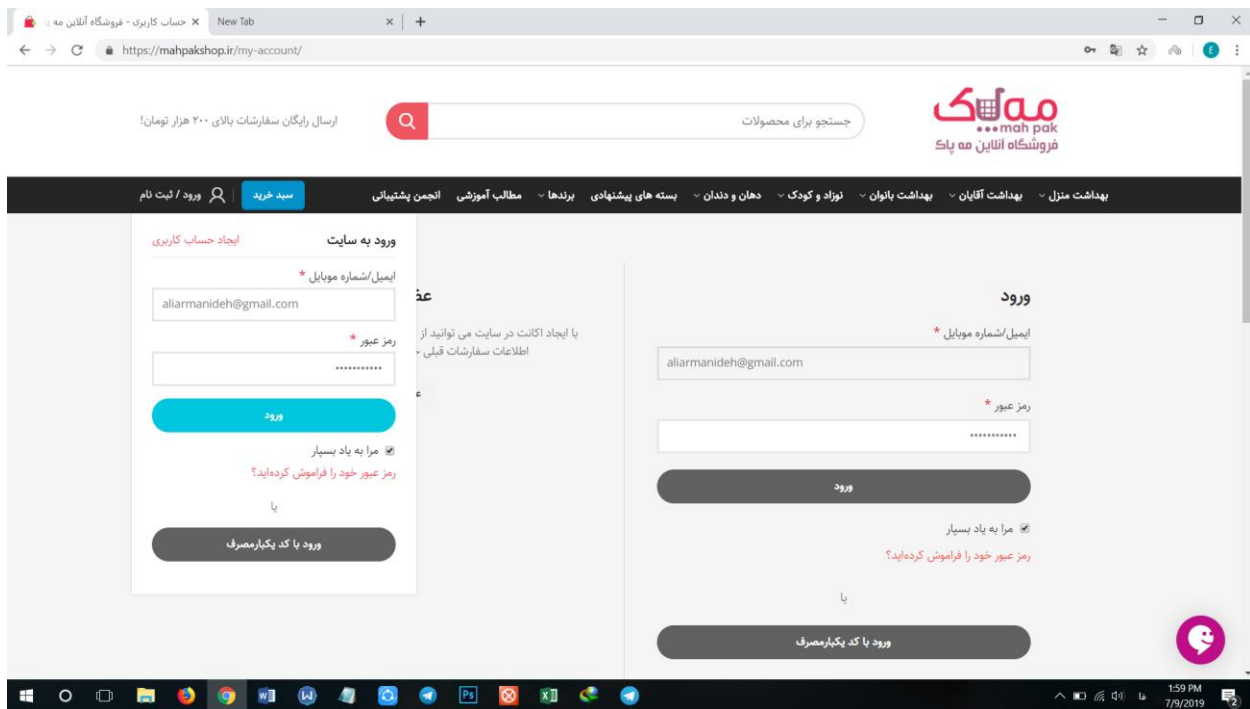 حساب کاربری - فروشگاه آنلاین مه پا
New Tab
https://mahpakshop.ir/my-account/
E
مه پاک
mah pak
فروشگاه آنلاین مه پاک
جستجو برای محصولات
ارسال رایگان سفارشات بالای ۲۰۰ هزار تومان!
بهداشت منزل بهداشت آقایان بهداشت بانوان نوزاد و کودک دهان و دندان بسته های پیشنهادی برندها مطالب آموزشی انجمن پشتیبانی سبد خرید ورود / ثبت نام
ورود
ایمیل/شماره موبایل *
aliarmanideh@gmail.com
رمز عبور *
•••••••••••
ورود
مرا به یاد بسپار
رمز عبور خود را فراموش کرده‌اید؟
یا
ورود با کد یکبارمصرف
با ایجاد اکانت در سایت می توانید از
اطلاعات سفارشات قبلی
ورود به سایت ایجاد حساب کاربری
ایمیل/شماره موبایل *
aliarmanideh@gmail.com
رمز عبور *
•••••••••••
ورود
مرا به یاد بسپار
رمز عبور خود را فراموش کرده‌اید؟
یا
ورود با کد یکبارمصرف
Ps
فا
1:59 PM
7/9/2019
2